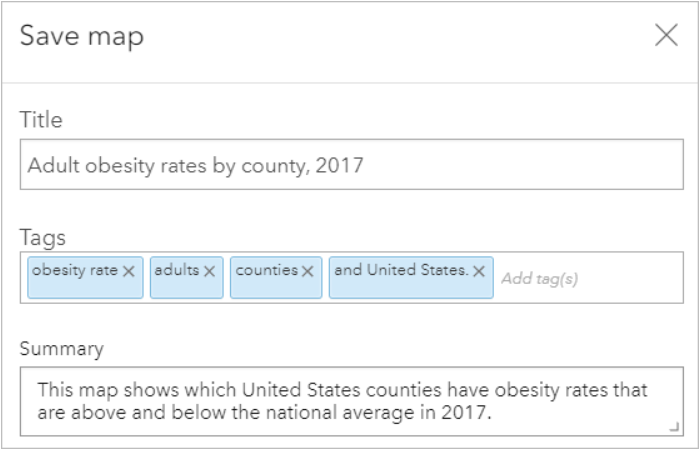 Save map
Title
Adult obesity rates by county, 2017
Tags
obesity rate × adults × counties × and United States. × Add tag(s)
Summary
This map shows which United States counties have obesity rates that
are above and below the national average in 2017.